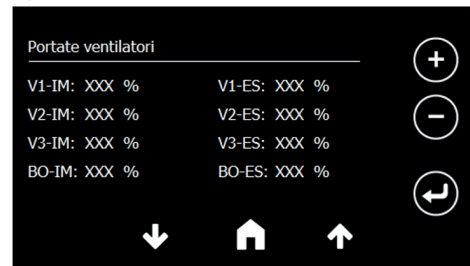 Portate ventilatori
V1-IM: XXX % V1-ES: XXX %
V2-IM: XXX % V2-ES: XXX %
V3-IM: XXX % V3-ES: XXX %
BO-IM: XXX % BO-ES: XXX %